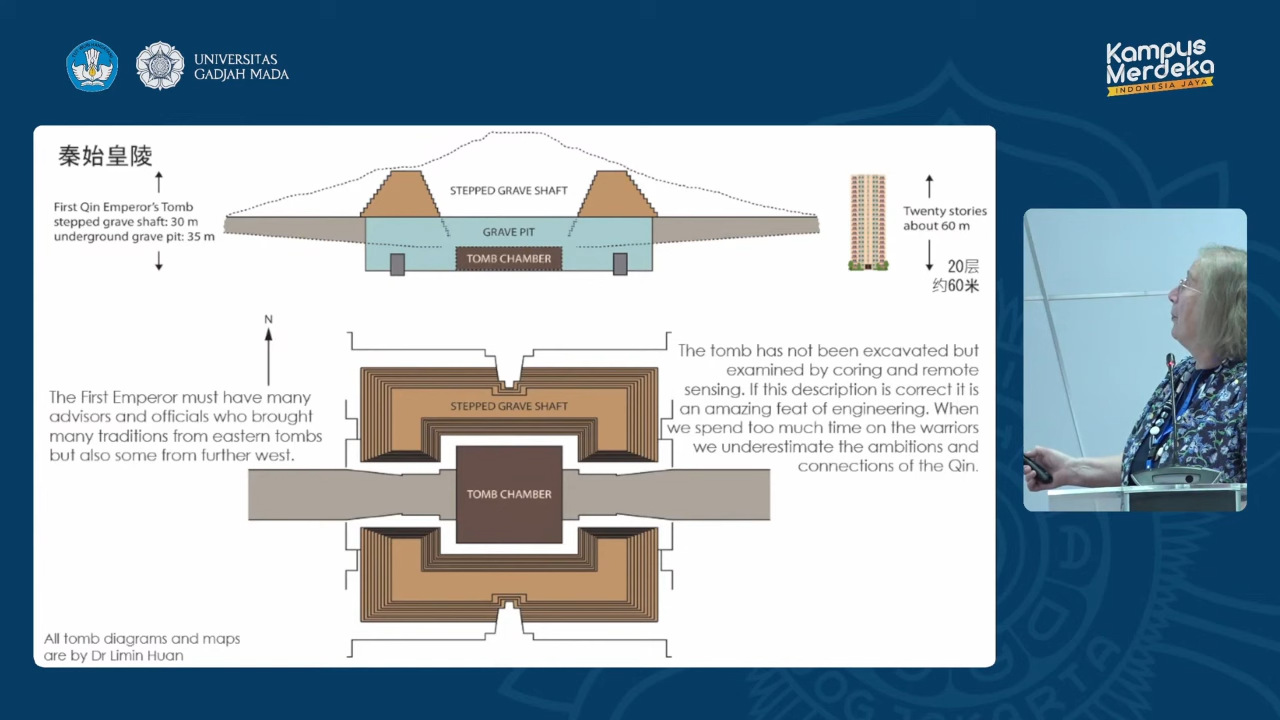 UNIVERSITAS
GADJAH MADA
Kampus
Merdeka
INDONESIA JAYA
秦始皇陵
First Qin Emperor's Tomb
stepped grave shaft: 30 m
underground grave pit: 35 m
STEPPED GRAVE SHAFT
GRAVE PIT
TOMB CHAMBER
Twenty stories
about 60 m
20层
约60米
N
The First Emperor must have many
advisors and officials who brought
many traditions from eastern tombs
but also some from further west.
STEPPED GRAVE SHAFT
TOMB CHAMBER
The tomb has not been excavated but
examined by coring and remote
sensing. If this description is correct it is
an amazing feat of engineering. When
we spend too much time on the warriors
we underestimate the ambitions and
connections of the Qin.
All tomb diagrams and maps
are by Dr Limin Huan